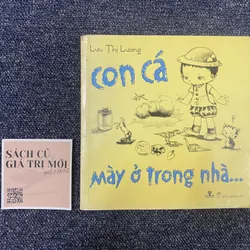 Lưu Thị Lương
con cá
mày ở trong nhà...
SÁCH CŨ
GIÁ TRỊ MỚI